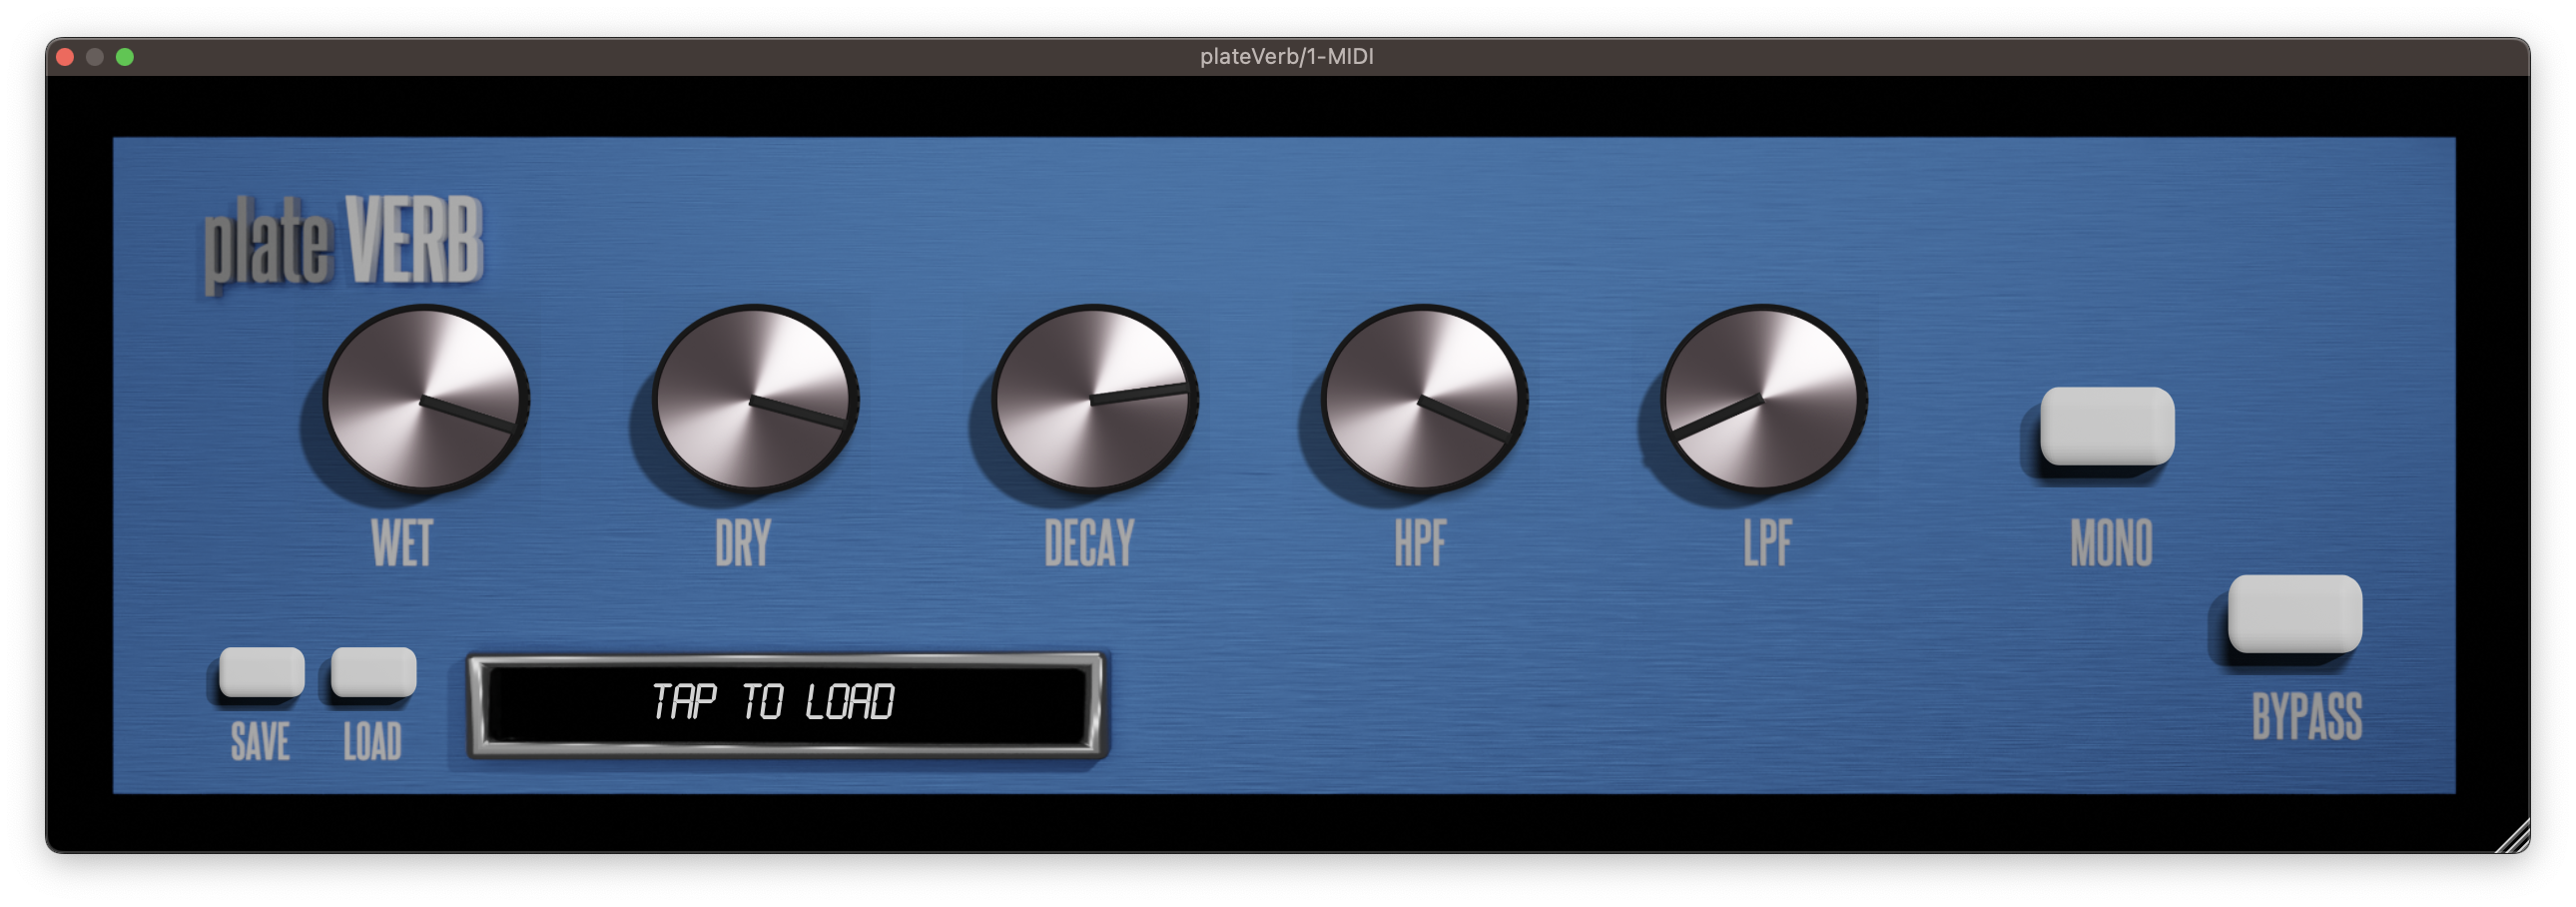 plateVerb/1-MIDI
plate VERB
WET
DRY
DECAY
HPF
LPF
MONO
BYPASS
TAP TO LOAD
SAVE
LOAD